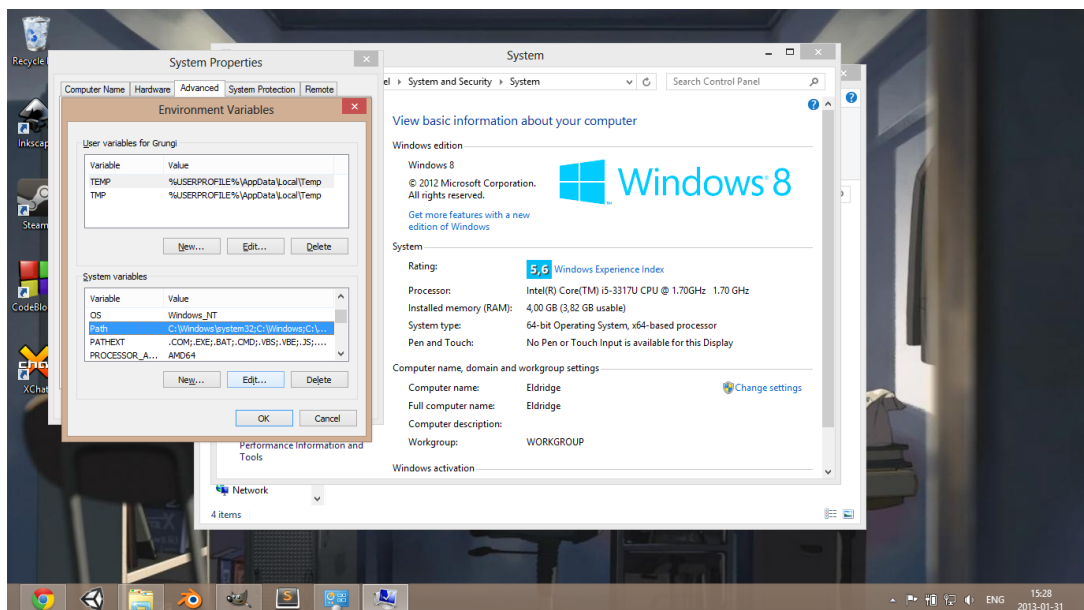 Recycle
Inkscap
Steam
CodeBlo
XChat
System Properties
Computer Name Hardware Advanced System Protection Remote
Environment Variables
User variables for Grungi
Variable Value
TEMP %USERPROFILE%\AppData\Local\Temp
TMP %USERPROFILE%\AppData\Local\Temp
New... Edit... Delete
System variables
Variable Value
OS Windows_NT
Path C:\Windows\system32;C:\Windows;C:\...
PATHEXT .COM;.EXE;.BAT;.CMD;.VBS;.VBE;.JS;....
PROCESSOR_A... AMD64
New... Edit... Delete
OK Cancel
System
el System and Security System
Search Control Panel
View basic information about your computer
Windows edition
Windows 8
© 2012 Microsoft Corporation.
All rights reserved.
Get more features with a new
edition of Windows
Windows 8
System
Rating: 5,6 Windows Experience Index
Processor: Intel(R) Core(TM) i5-3317U CPU @ 1.70GHz 1.70 GHz
Installed memory (RAM): 4,00 GB (3,82 GB usable)
System type: 64-bit Operating System, x64-based processor
Pen and Touch: No Pen or Touch Input is available for this Display
Computer name, domain and workgroup settings
Computer name: Eldridge
Change settings
Full computer name: Eldridge
Computer description:
Workgroup: WORKGROUP
Windows activation
Performance Information and
Tools
Network
4 items
ENG
15:28
2013-01-31